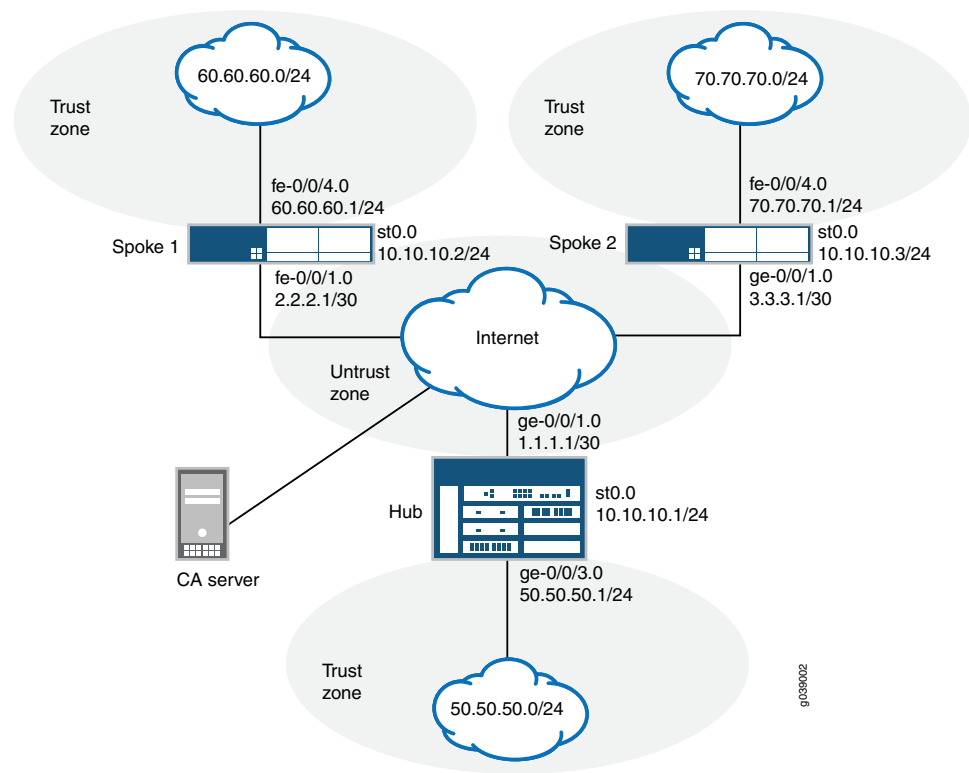 60.60.60.0/24
70.70.70.0/24
Trust
zone
Trust
zone
fe-0/0/4.0
60.60.60.1/24
fe-0/0/4.0
70.70.70.1/24
Spoke 1
st0.0
10.10.10.2/24
Spoke 2
st0.0
10.10.10.3/24
fe-0/0/1.0
2.2.2.1/30
ge-0/0/1.0
3.3.3.1/30
Internet
Untrust
zone
ge-0/0/1.0
1.1.1.1/30
Hub
st0.0
10.10.10.1/24
CA server
ge-0/0/3.0
50.50.50.1/24
Trust
zone
50.50.50.0/24
g039002